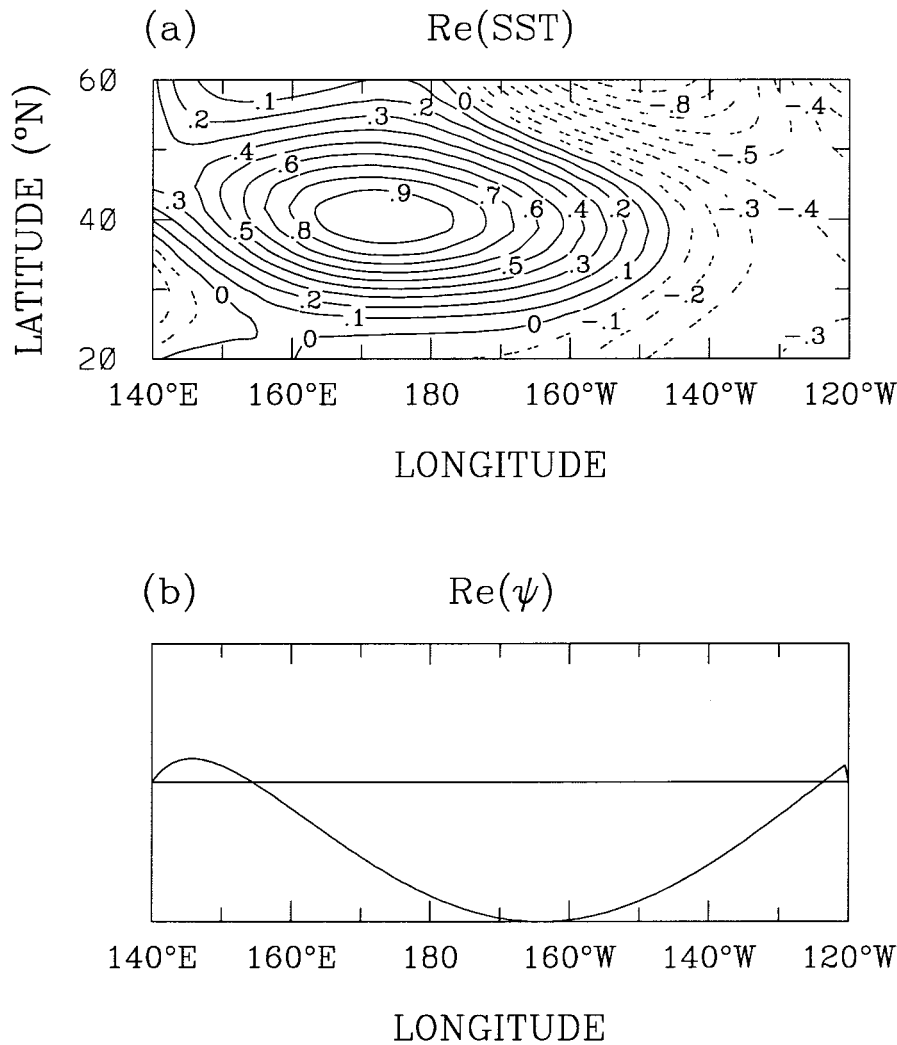 (a) Re(SST)
60
.1 .2 0 -.8 -.4
.2 .3
.4 .6 -.5
.3 .9 .7 .6 .4 .2 -.3 -.4
40
.5 .8
.5 .3 .1
0 .2 -.2
.1 0 -.1
0 -.3
20
LATITUDE (°N)
140°E 160°E 180 160°W 140°W 120°W
LONGITUDE
(b) Re(ψ)
140°E 160°E 180 160°W 140°W 120°W
LONGITUDE